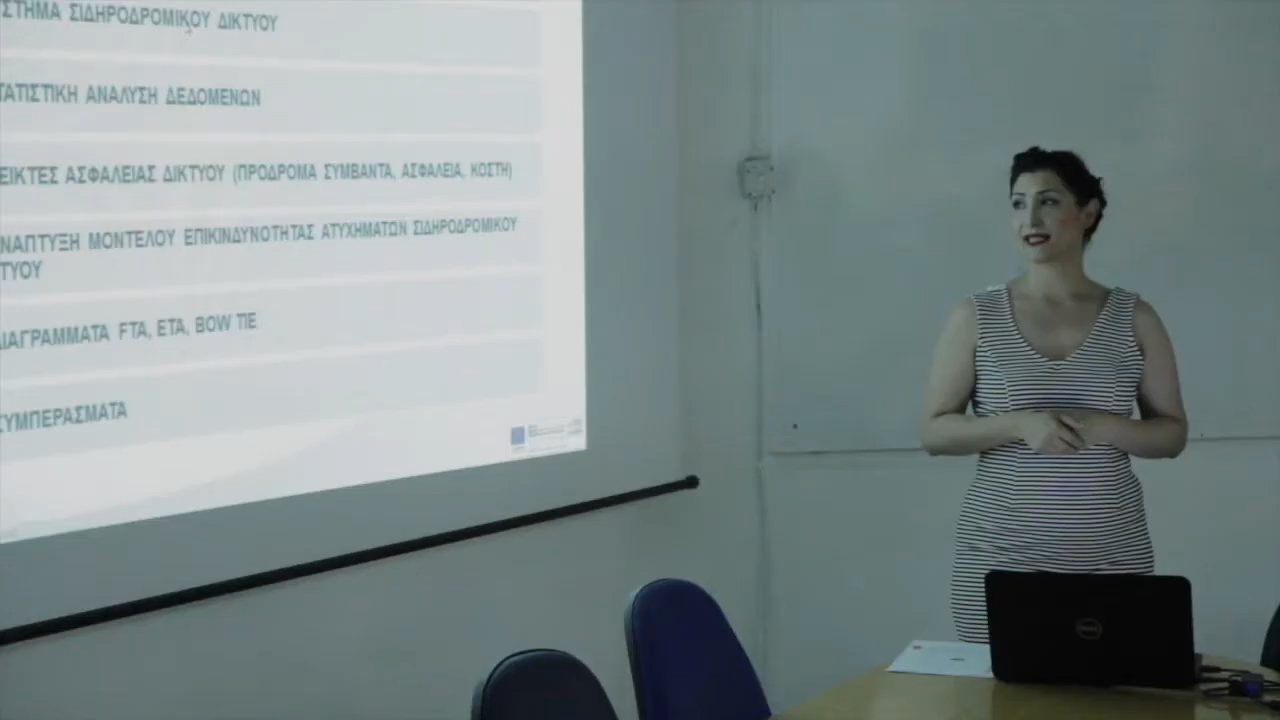 ΣΤΗΜΑ ΣΙΔΗΡΟΔΡΟΜΙΚΟΥ ΔΙΚΤΥΟΥ
ΤΑΤΙΣΤΙΚΗ ΑΝΑΛΥΣΗ ΔΕΔΟΜΕΝΩΝ
ΕΙΚΤΕΣ ΑΣΦΑΛΕΙΑΣ ΔΙΚΤΥΟΥ (ΠΡΟΔΡΟΜΑ ΣΥΜΒΑΝΤΑ, ΑΣΦΑΛΕΙΑ, ΚΟΣΤΗ)
ΝΑΠΤΥΞΗ ΜΟΝΤΕΛΟΥ ΕΠΙΚΙΝΔΥΝΟΤΗΤΑΣ ΑΤΥΧΗΜΑΤΩΝ ΣΙΔΗΡΟΔΡΟΜΙΚΟΥ
ΤΥΟΥ
ΙΑΓΡΑΜΜΑΤΑ FTA, ETA, BOW TIE
ΣΥΜΠΕΡΑΣΜΑΤΑ
DELL